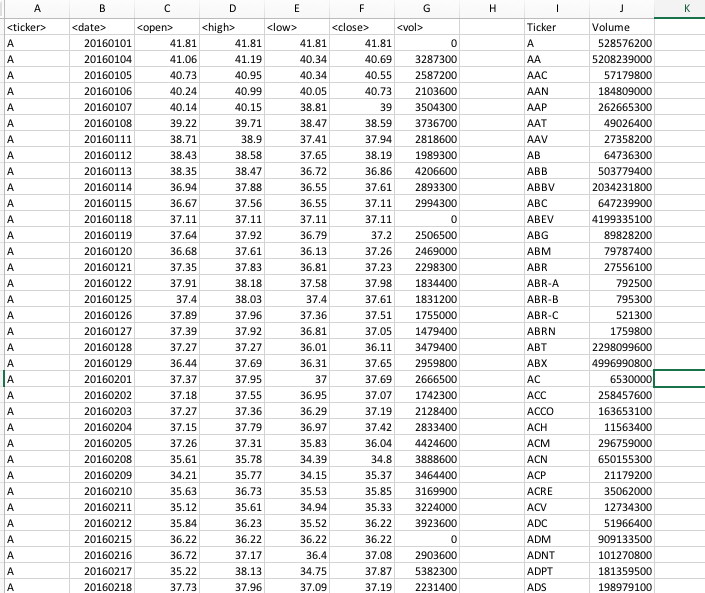 A B C D E F G H I J K
<ticker> <date> <open> <high> <low> <close> <vol> Ticker Volume
A 20160101 41.81 41.81 41.81 41.81 0 A 528576200
A 20160104 41.06 41.19 40.34 40.69 3287300 AA 5208239000
A 20160105 40.73 40.95 40.34 40.55 2587200 AAC 57179800
A 20160106 40.24 40.99 40.05 40.73 2103600 AAN 184809000
A 20160107 40.14 40.15 38.81 39 3504300 AAP 262665300
A 20160108 39.22 39.71 38.47 38.59 3736700 AAT 49026400
A 20160111 38.71 38.9 37.41 37.94 2818600 AAV 27358200
A 20160112 38.43 38.58 37.65 38.19 1989300 AB 64736300
A 20160113 38.35 38.47 36.72 36.86 4206600 ABB 503779400
A 20160114 36.94 37.88 36.55 37.61 2893300 ABBV 2034231800
A 20160115 36.67 37.56 36.55 37.11 2994300 ABC 647239900
A 20160118 37.11 37.11 37.11 37.11 0 ABEV 4199335100
A 20160119 37.64 37.92 36.79 37.2 2506500 ABG 89828200
A 20160120 36.68 37.61 36.13 37.26 2469000 ABM 79787400
A 20160121 37.35 37.83 36.81 37.23 2298300 ABR 27556100
A 20160122 37.91 38.18 37.58 37.98 1834400 ABR-A 792500
A 20160125 37.4 38.03 37.4 37.61 1831200 ABR-B 795300
A 20160126 37.89 37.96 37.36 37.51 1755000 ABR-C 521300
A 20160127 37.39 37.92 36.81 37.05 1479400 ABRN 1759800
A 20160128 37.27 37.27 36.01 36.11 3479400 ABT 2298099600
A 20160129 36.44 37.69 36.31 37.65 2959800 ABX 4996990800
A 20160201 37.37 37.95 37 37.69 2666500 AC 6530000
A 20160202 37.18 37.55 36.95 37.07 1742300 ACC 258457600
A 20160203 37.27 37.36 36.29 37.19 2128400 ACCO 163653100
A 20160204 37.15 37.79 36.97 37.42 2833400 ACH 11563400
A 20160205 37.26 37.31 35.83 36.04 4424600 ACM 296759000
A 20160208 35.61 35.78 34.39 34.8 3888600 ACN 650155300
A 20160209 34.21 35.77 34.15 35.37 3464400 ACP 21179200
A 20160210 35.63 36.73 35.53 35.85 3169900 ACRE 35062000
A 20160211 35.12 35.61 34.94 35.33 3224000 ACV 12734300
A 20160212 35.84 36.23 35.52 36.22 3923600 ADC 51966400
A 20160215 36.22 36.22 36.22 36.22 0 ADM 909133500
A 20160216 36.72 37.17 36.4 37.08 2903600 ADNT 101270800
A 20160217 35.22 38.13 34.75 37.87 5382300 ADPT 181359500
A 20160218 37.73 37.96 37.09 37.19 2231400 ADS 198979100